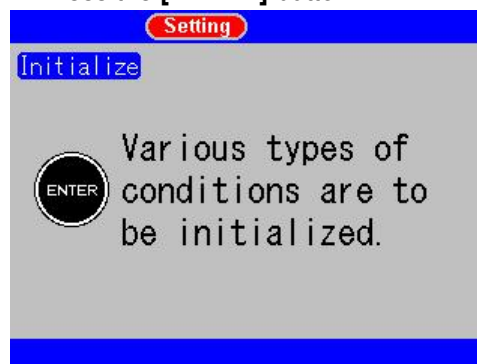 Setting
Initialize
Various types of
ENTER conditions are to
be initialized.